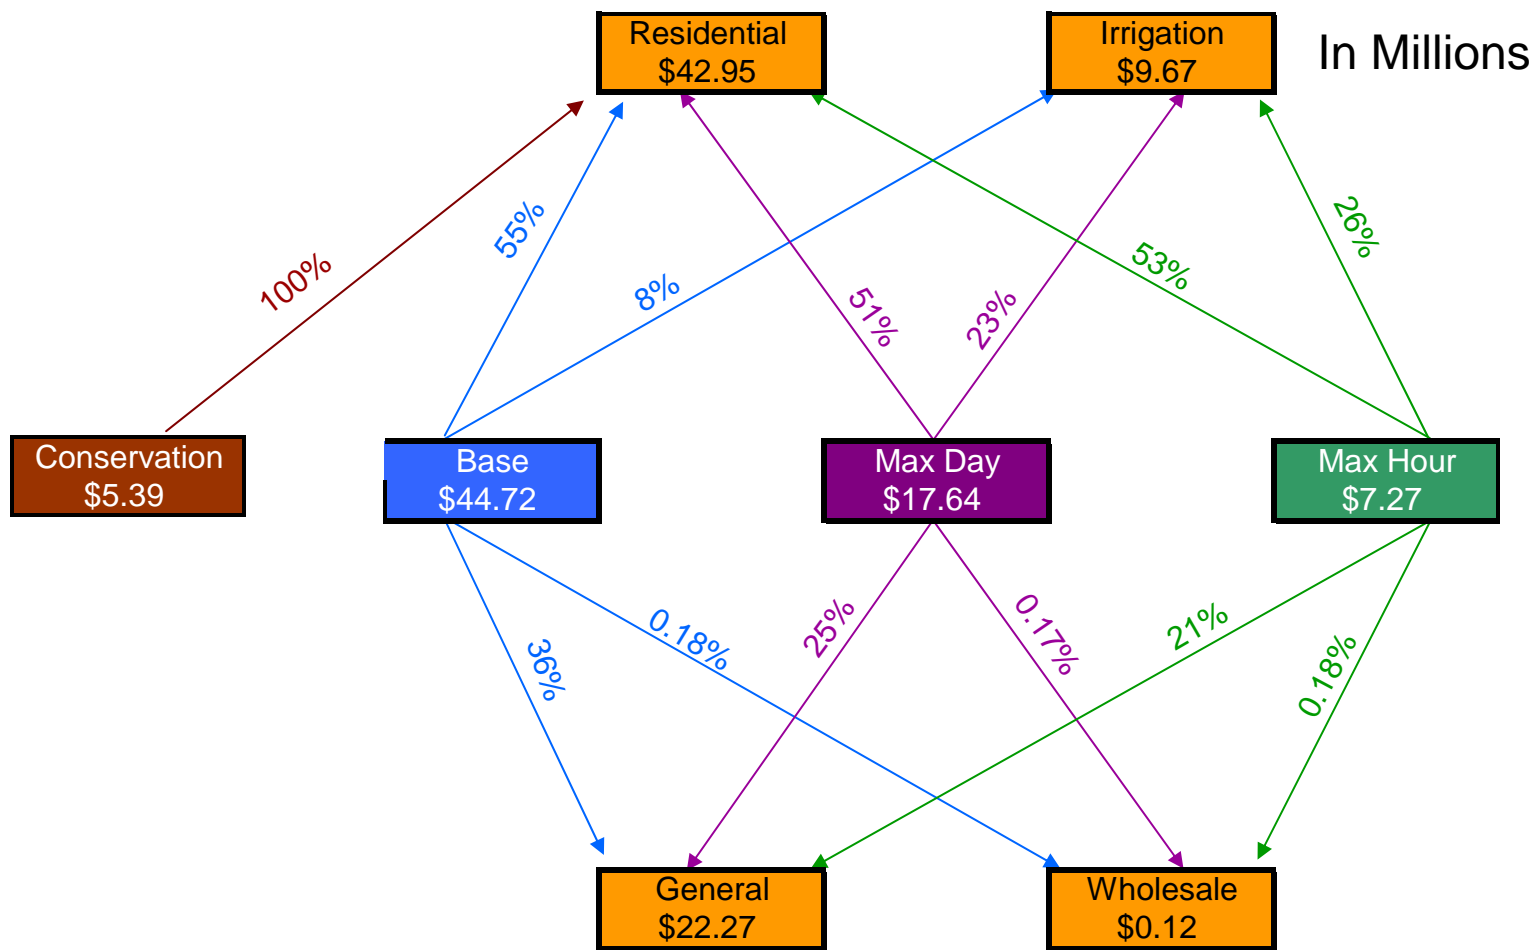 Residential
$42.95
Irrigation
$9.67
In Millions
100%
55%
8%
51%
23%
53%
26%
Conservation
$5.39
Base
$44.72
Max Day
$17.64
Max Hour
$7.27
36%
0.18%
25%
0.17%
21%
0.18%
General
$22.27
Wholesale
$0.12